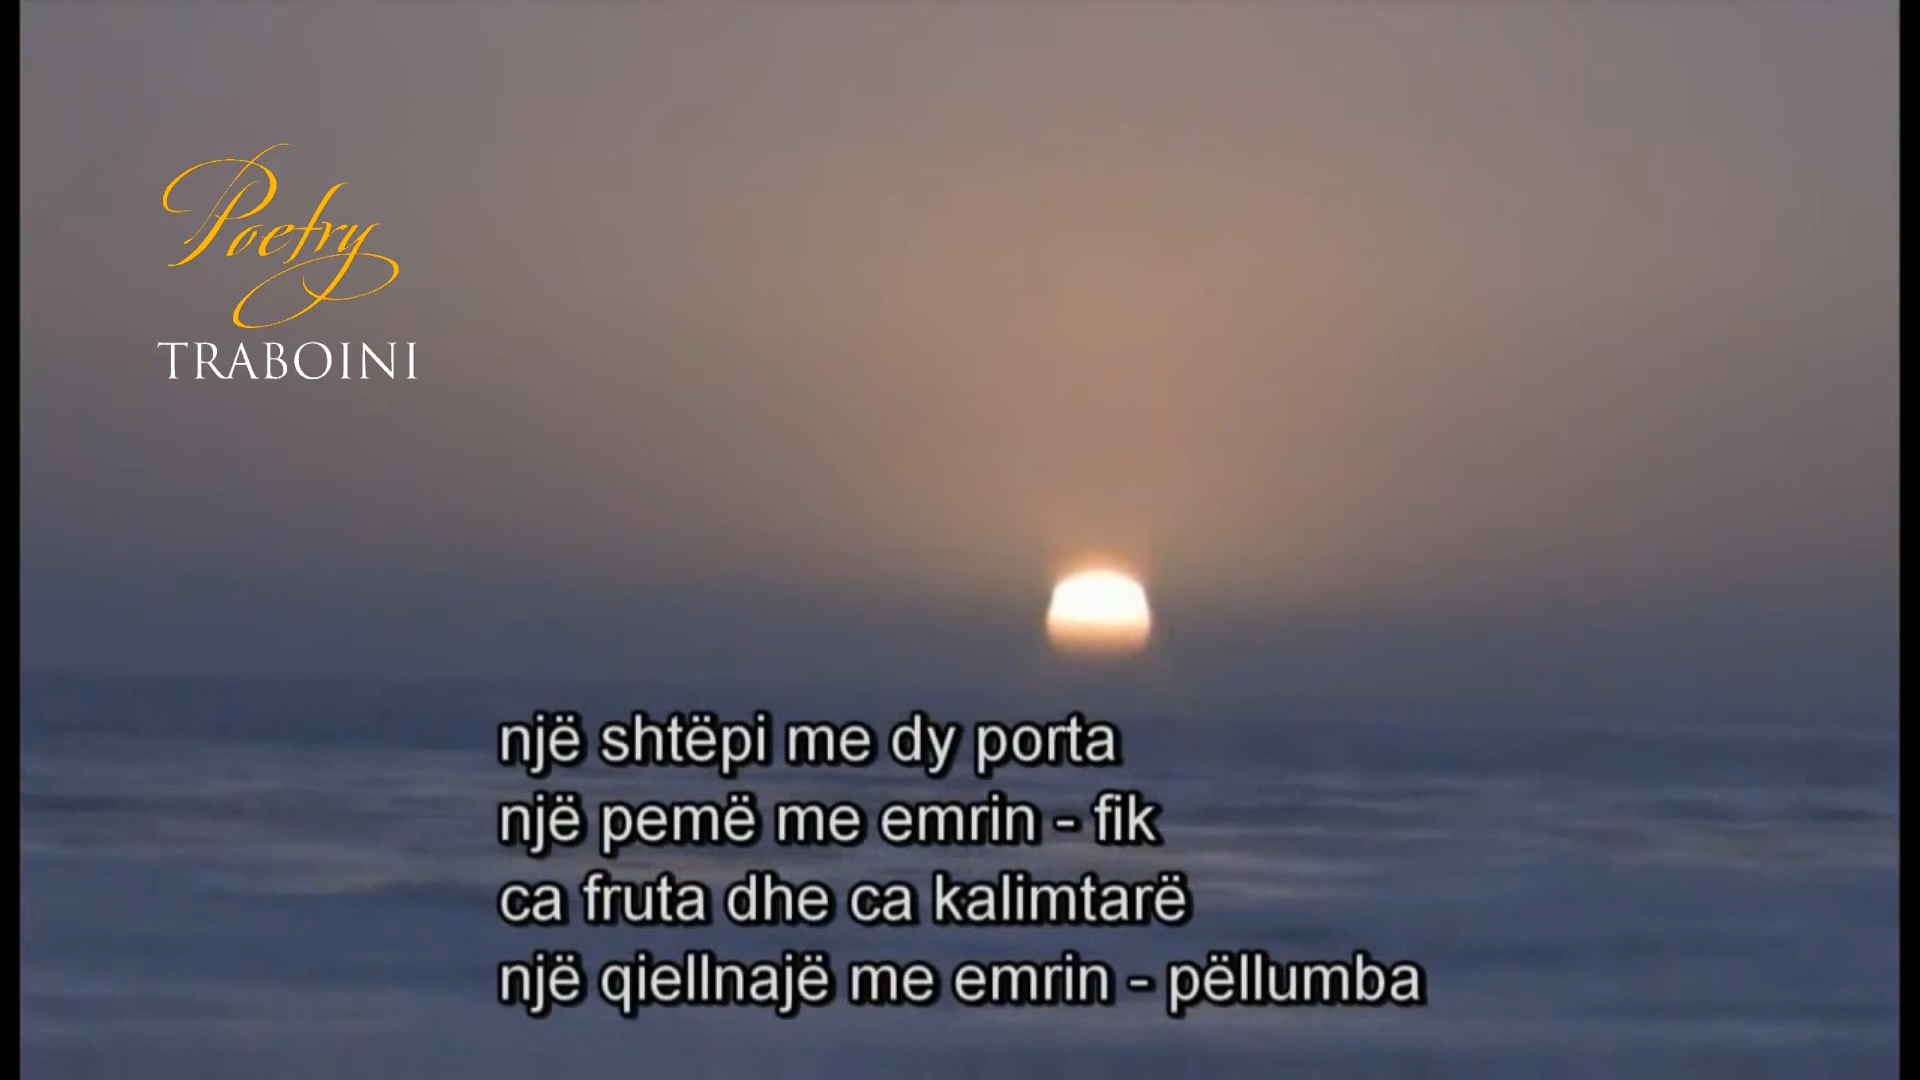 Poetry
TRABOINI
një shtëpi me dy porta
një pemë me emrin - fik
ca fruta dhe ca kalimtarë
një qiellnajë me emrin - pëllumba